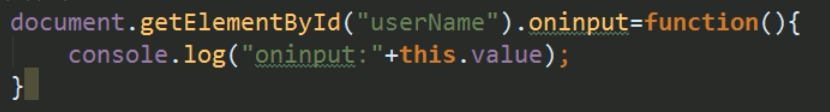 document.getElementById("userName").oninput=function(){
    console.log("oninput:"+this.value);
}